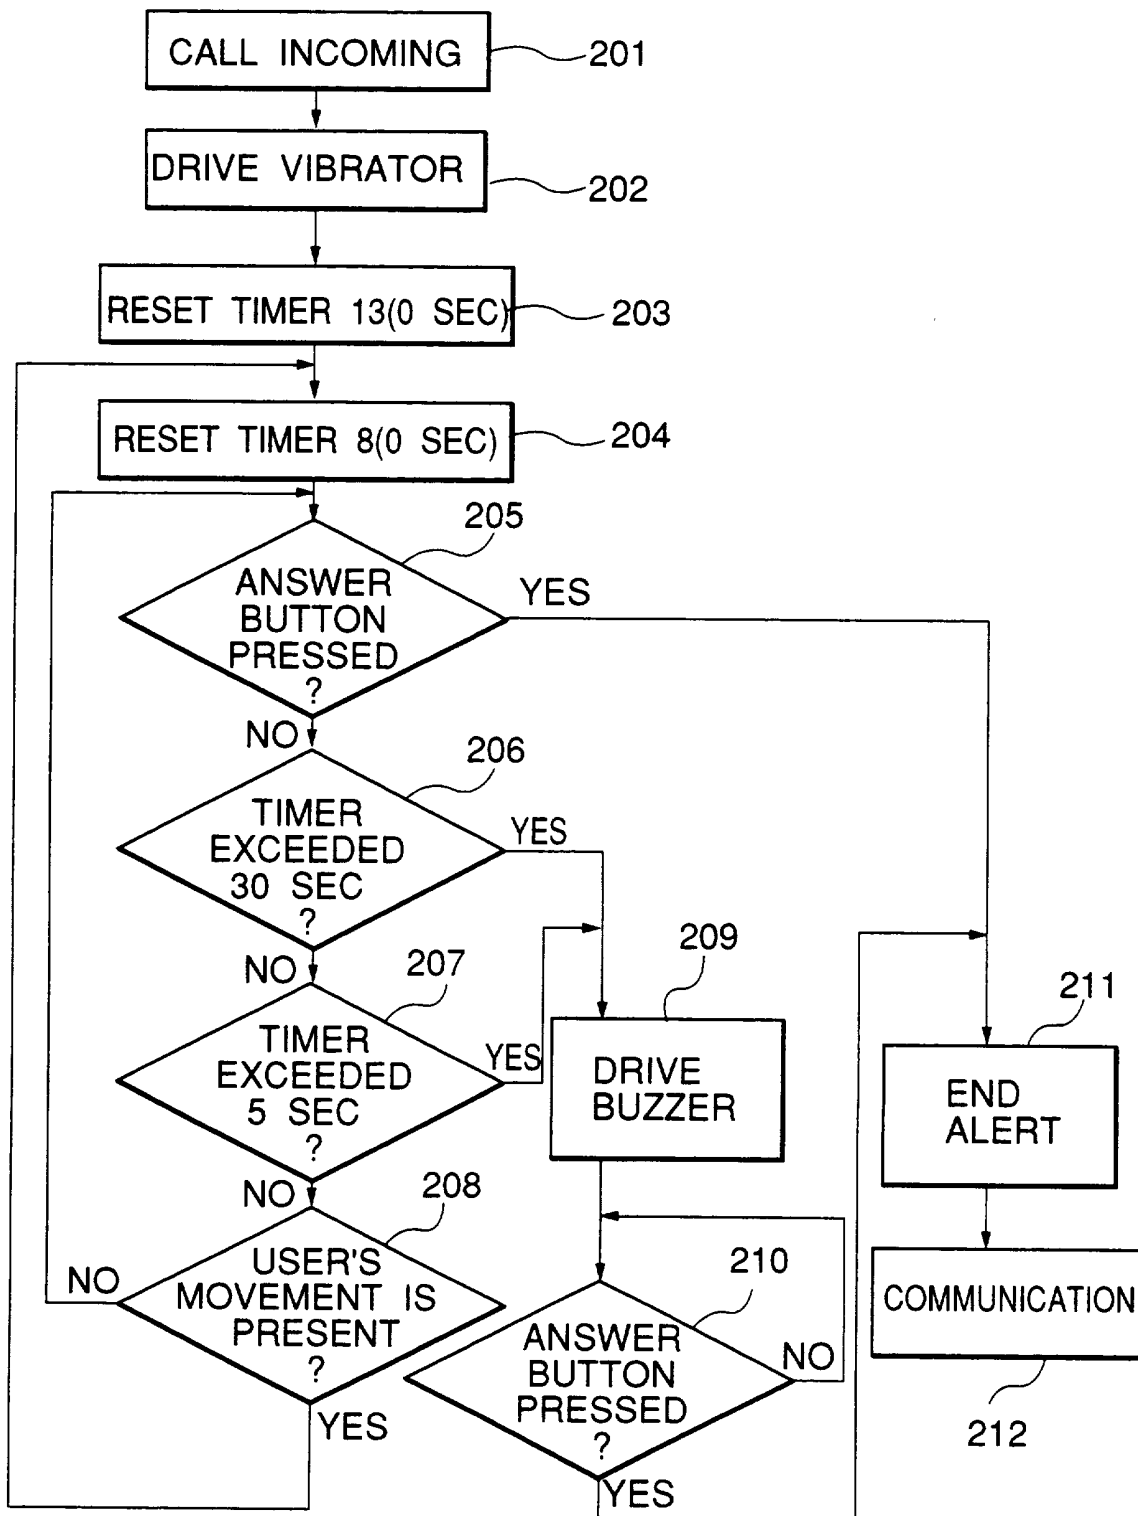 CALL INCOMING
201
DRIVE VIBRATOR
202
RESET TIMER 13(0 SEC)
203
RESET TIMER 8(0 SEC)
204
205
ANSWER
BUTTON
PRESSED
?
YES
NO
206
TIMER
EXCEEDED
30 SEC
?
YES
NO
207
TIMER
EXCEEDED
5 SEC
?
YES
NO
208
USER'S
MOVEMENT IS
PRESENT
?
NO
YES
209
DRIVE
BUZZER
210
ANSWER
BUTTON
PRESSED
?
NO
YES
211
END
ALERT
COMMUNICATION
212